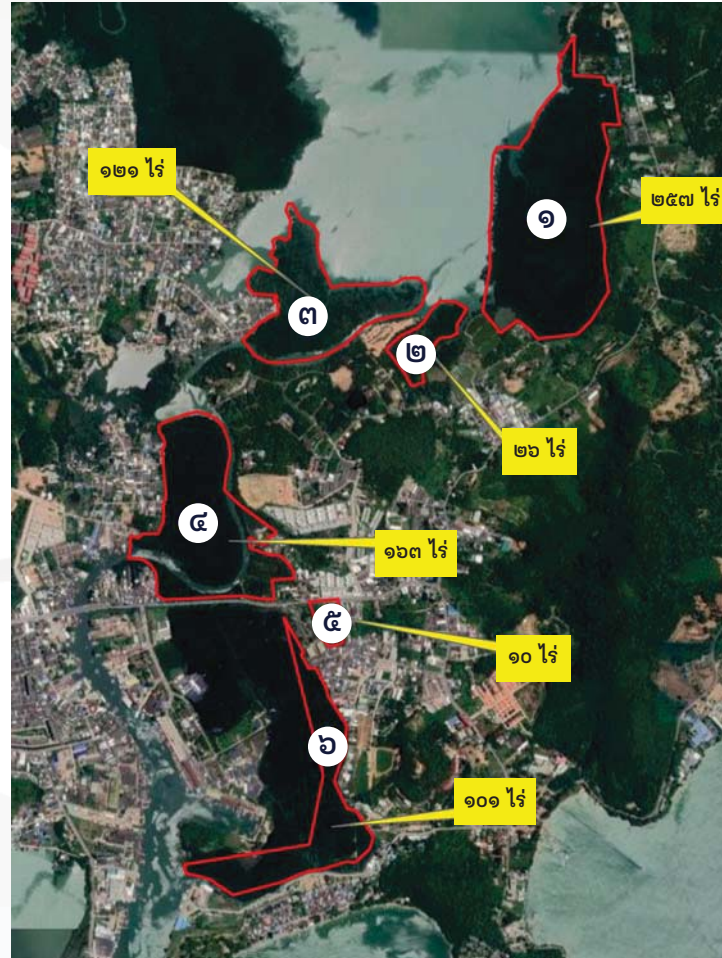 ๑๒๑ ไร่
๒๕๗ ไร่
๑
๓
๒
๒๖ ไร่
๔
๑๖๓ ไร่
๕
๑๐ ไร่
๖
๑๐๑ ไร่